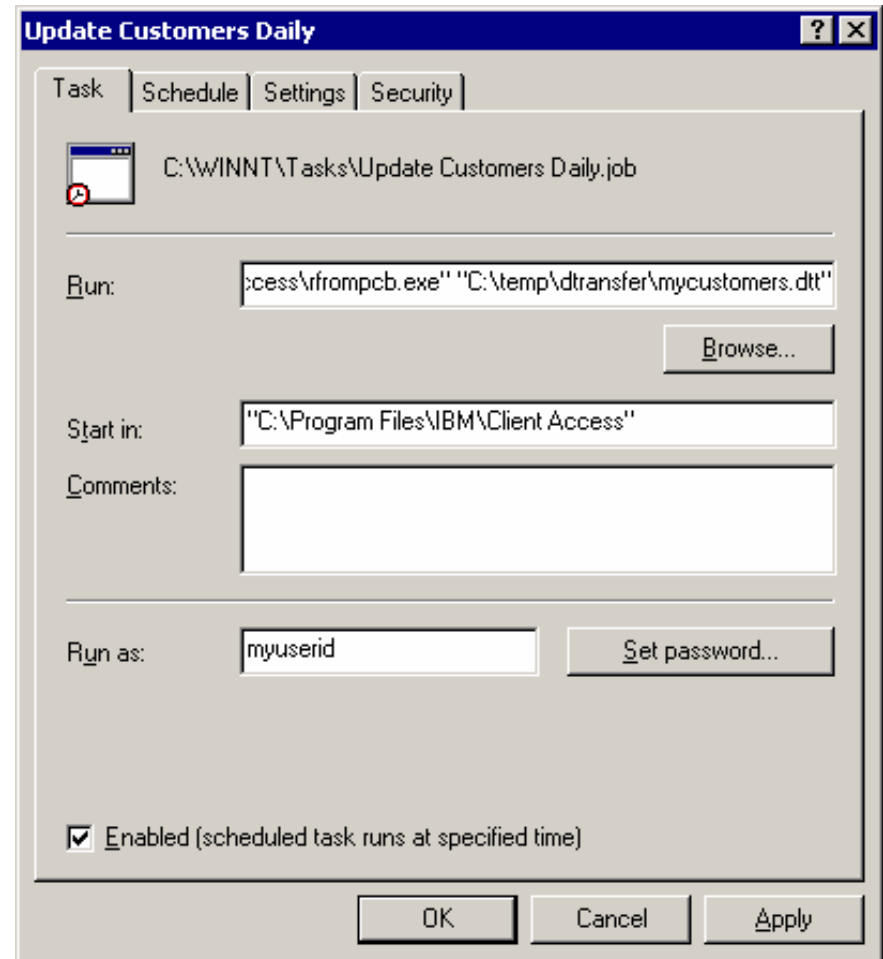 Update Customers Daily
Task Schedule Settings Security
C:\WINNT\Tasks\Update Customers Daily.job
Run: cess\rfrompcb.exe" "C:\temp\dtransfer\mycustomers.dtt"
Browse...
Start in: "C:\Program Files\IBM\Client Access"
Comments:
Run as: myuserid Set password...
Enabled (scheduled task runs at specified time)
OK Cancel Apply